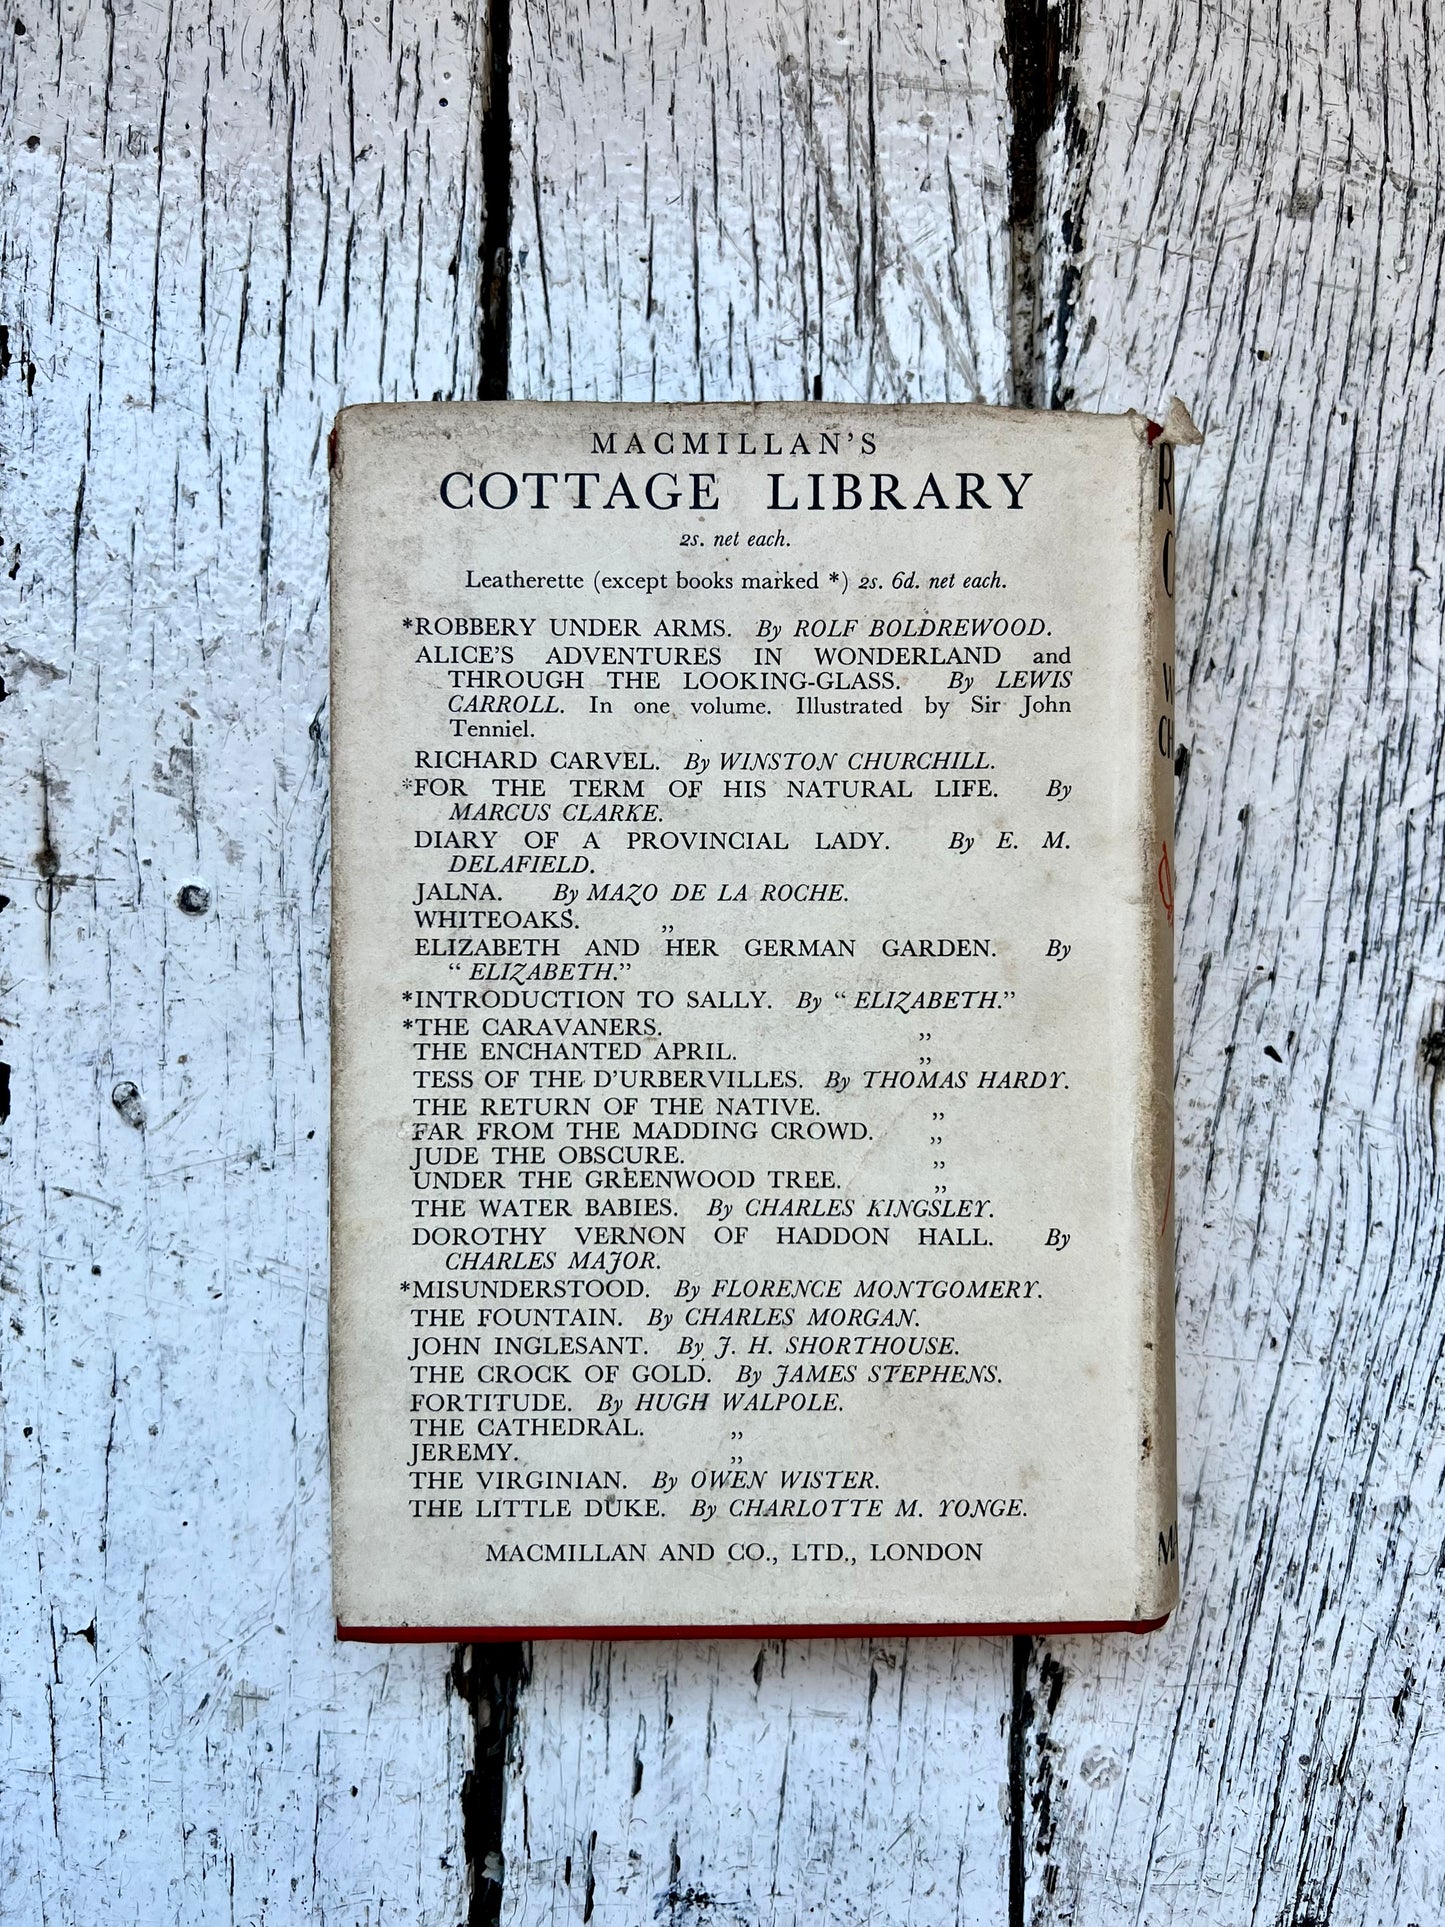 MACMILLAN'S
COTTAGE LIBRARY
2s. net each.
Leatherette (except books marked *) 2s. 6d. net each.
*ROBBERY UNDER ARMS. By ROLF BOLDREWOOD.
ALICE'S ADVENTURES IN WONDERLAND and
THROUGH THE LOOKING-GLASS. By LEWIS
CARROLL. In one volume. Illustrated by Sir John
Tenniel.
RICHARD CARVEL. By WINSTON CHURCHILL.
*FOR THE TERM OF HIS NATURAL LIFE. By
MARCUS CLARKE.
DIARY OF A PROVINCIAL LADY. By E. M.
DELAFIELD.
JALNA. By MAZO DE LA ROCHE.
WHITEOAKS. ,,
ELIZABETH AND HER GERMAN GARDEN. By
“ELIZABETH.”
*INTRODUCTION TO SALLY. By “ELIZABETH.”
*THE CARAVANERS. ,,
THE ENCHANTED APRIL. ,,
TESS OF THE D'URBERVILLES. By THOMAS HARDY.
THE RETURN OF THE NATIVE. ,,
FAR FROM THE MADDING CROWD. ,,
JUDE THE OBSCURE. ,,
UNDER THE GREENWOOD TREE. ,,
THE WATER BABIES. By CHARLES KINGSLEY.
DOROTHY VERNON OF HADDON HALL. By
CHARLES MAJOR.
*MISUNDERSTOOD. By FLORENCE MONTGOMERY.
THE FOUNTAIN. By CHARLES MORGAN.
JOHN INGLESANT. By J. H. SHORTHOUSE.
THE CROCK OF GOLD. By JAMES STEPHENS.
FORTITUDE. By HUGH WALPOLE.
THE CATHEDRAL. ,,
JEREMY. ,,
THE VIRGINIAN. By OWEN WISTER.
THE LITTLE DUKE. By CHARLOTTE M. YONGE.
MACMILLAN AND CO., LTD., LONDON